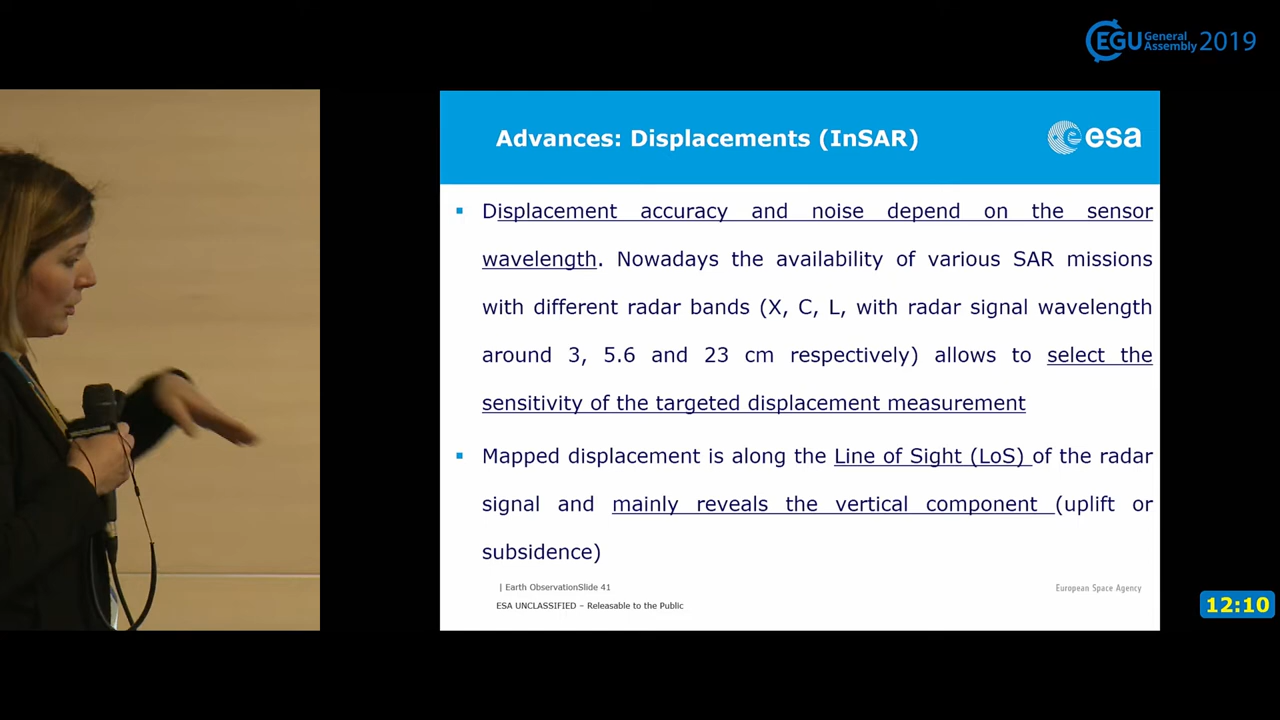 EGU General Assembly 2019
Advances: Displacements (InSAR)
esa
▪ Displacement accuracy and noise depend on the sensor
wavelength. Nowadays the availability of various SAR missions
with different radar bands (X, C, L, with radar signal wavelength
around 3, 5.6 and 23 cm respectively) allows to select the
sensitivity of the targeted displacement measurement
▪ Mapped displacement is along the Line of Sight (LoS) of the radar
signal and mainly reveals the vertical component (uplift or
subsidence)
| Earth ObservationSlide 41
European Space Agency
ESA UNCLASSIFIED – Releasable to the Public
12:10